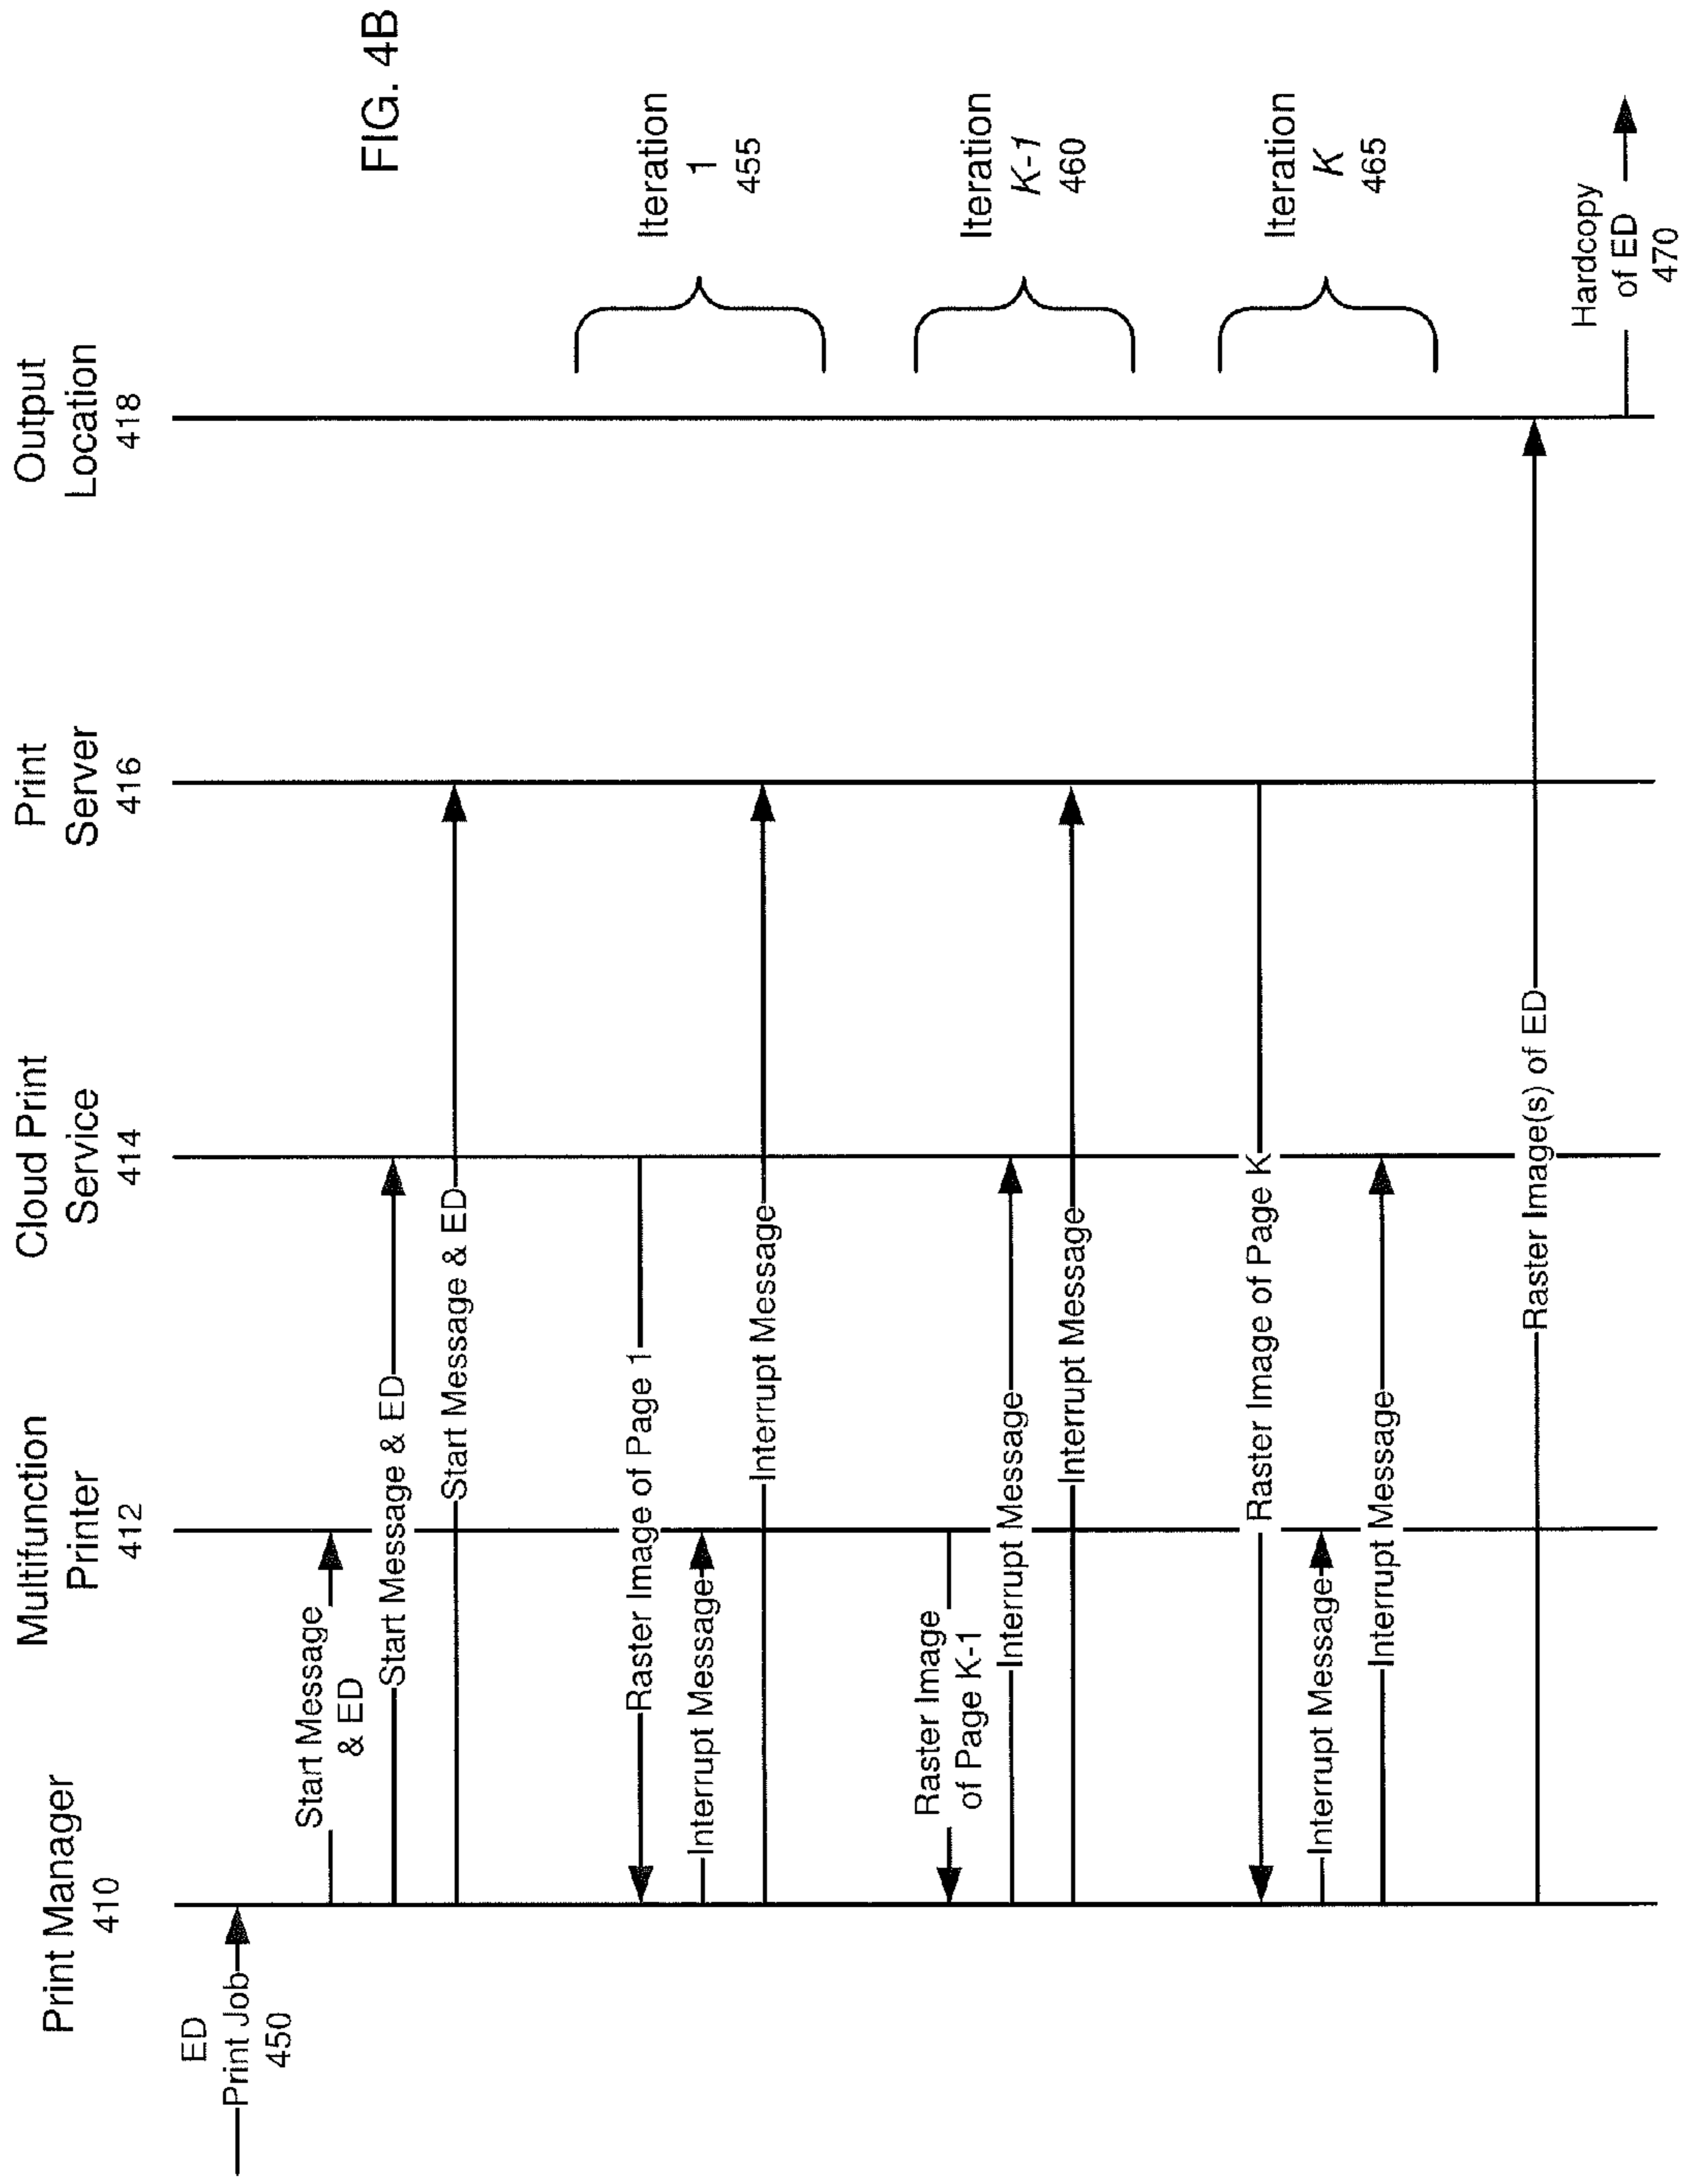 FIG. 4B
Print Manager
410
Multifunction
Printer
412
Cloud Print
Service
414
Print
Server
416
Output
Location
418
ED
Print Job
450
Start Message
& ED
Start Message & ED
Start Message & ED
Raster Image of Page 1
Interrupt Message
Interrupt Message
Iteration
1
455
Raster Image
of Page K-1
Interrupt Message
Interrupt Message
Iteration
K-1
460
Raster Image of Page K
Interrupt Message
Interrupt Message
Iteration
K
465
Raster Image(s) of ED
Hardcopy
of ED
470